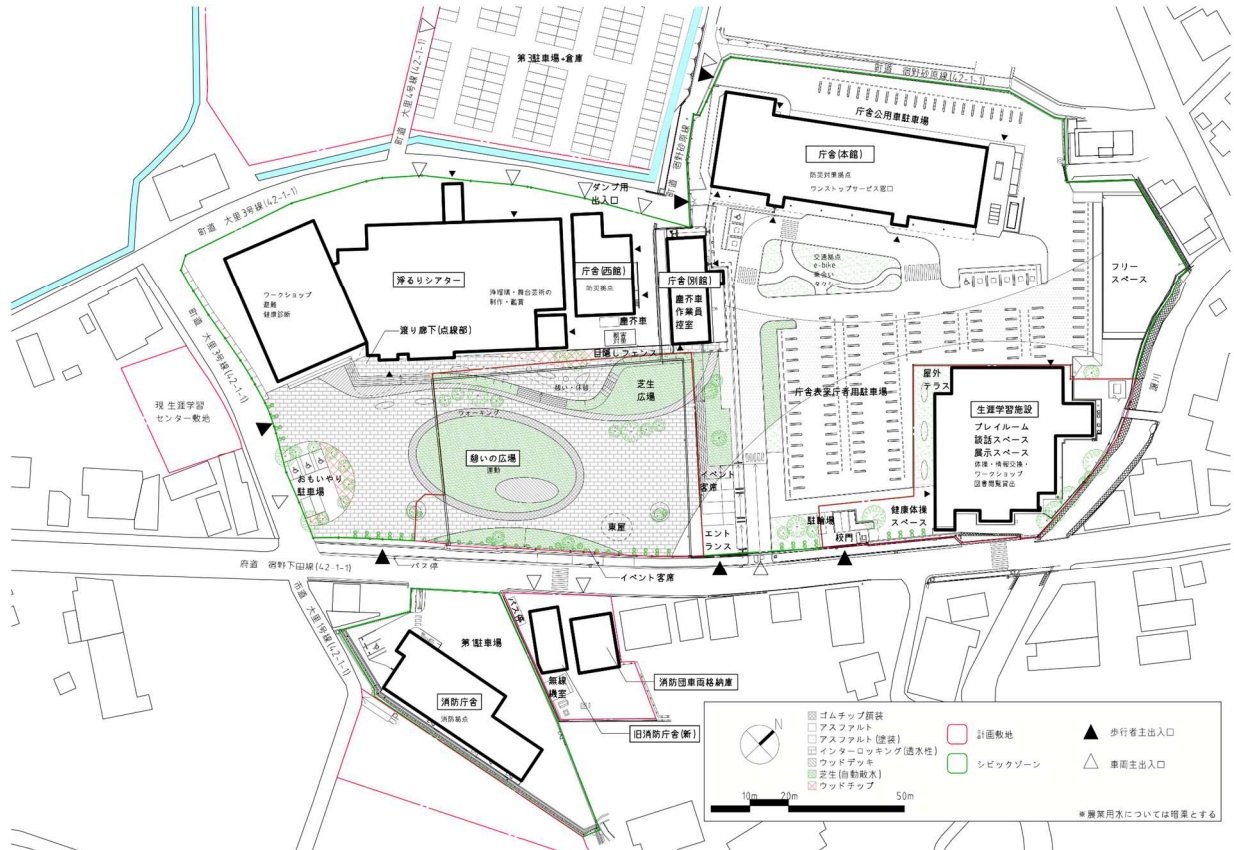 第3駐車場+倉庫
町道 大里4号線(42-1-1)
町道 宿野砂原線(42-1-1)
町道 宿野砂原線
庁舎公用車駐車場
庁舎(本館)
防災対策拠点
ワンストップサービス窓口
ダンプ用
出入口
町道 大里3号線(42-1-1)
交通拠点
e-bike
乗合い
タクシー
フリー
スペース
庁舎(西館)
防災拠点
庁舎(別館)
塵芥車
作業員
控室
浄るりシアター
浄瑠璃・舞台芸術の
制作・鑑賞
ワークショップ
避難
健康診断
塵芥車
渡り廊下(点線部)
目隠しフェンス
町道 大里3号線(42-1-1)
憩い・体験
芝生
広場
ウォーキング
庁舎表来庁者用駐車場
屋外
テラス
生涯学習施設
プレイルーム
談話スペース
展示スペース
体操・情報交換・
ワークショップ
図書閲覧貸出
現 生涯学習
センター敷地
憩いの広場
運動
おもいやり
駐車場
イベント
客席
東屋
エント
ランス
駐輪場
校門
健康体操
スペース
バス停
イベント客席
府道 宿野下田線(42-1-1)
市道 大里1号線(42-1-1)
バス停
第1駐車場
無線
機室
消防団車両格納庫
消防庁舎
消防拠点
旧消防庁舎(新)
N
ゴムチップ舗装
アスファルト
アスファルト(塗装)
インターロッキング(透水性)
ウッドデッキ
芝生(自動散水)
ウッドチップ
計画敷地
シビックゾーン
歩行者主出入口
車両主出入口
10m 20m 50m
※農業用水については暗渠とする